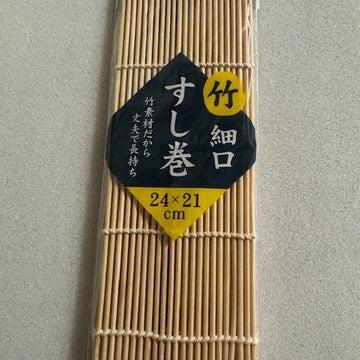 竹
細口
すし巻
竹素材だから
丈夫で長持ち
24×21
cm